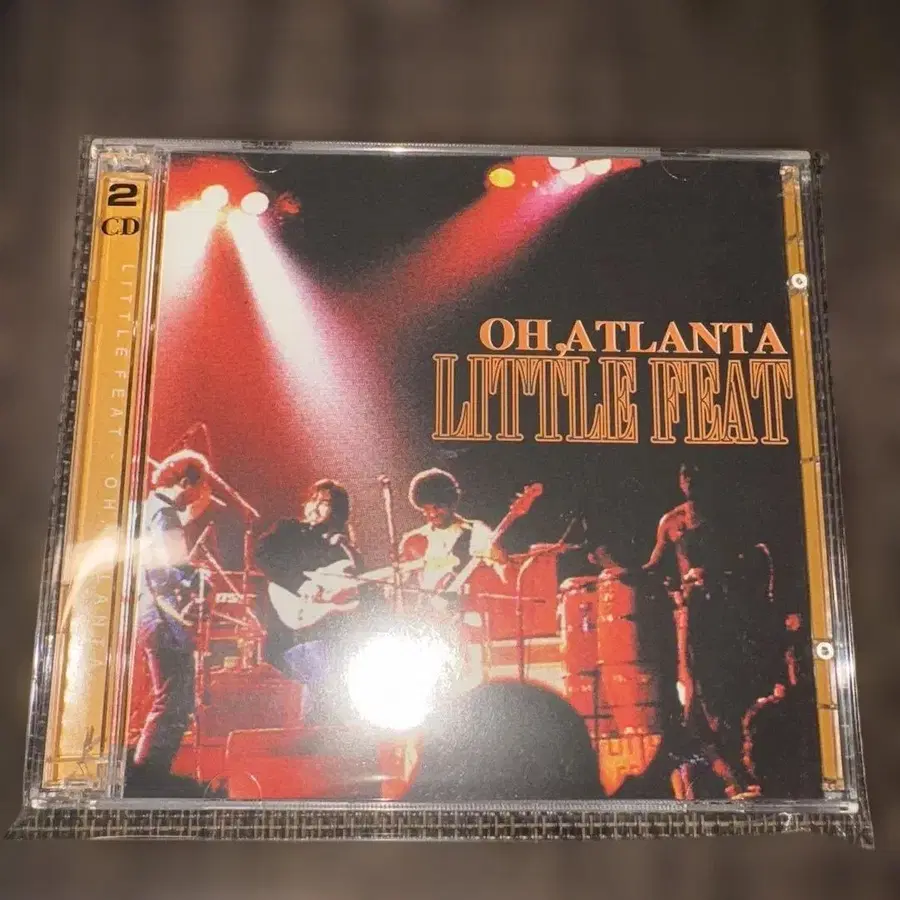 2
CD
LITTLE FEAT - OH, ATLANTA
OH, ATLANTA
LITTLE FEAT